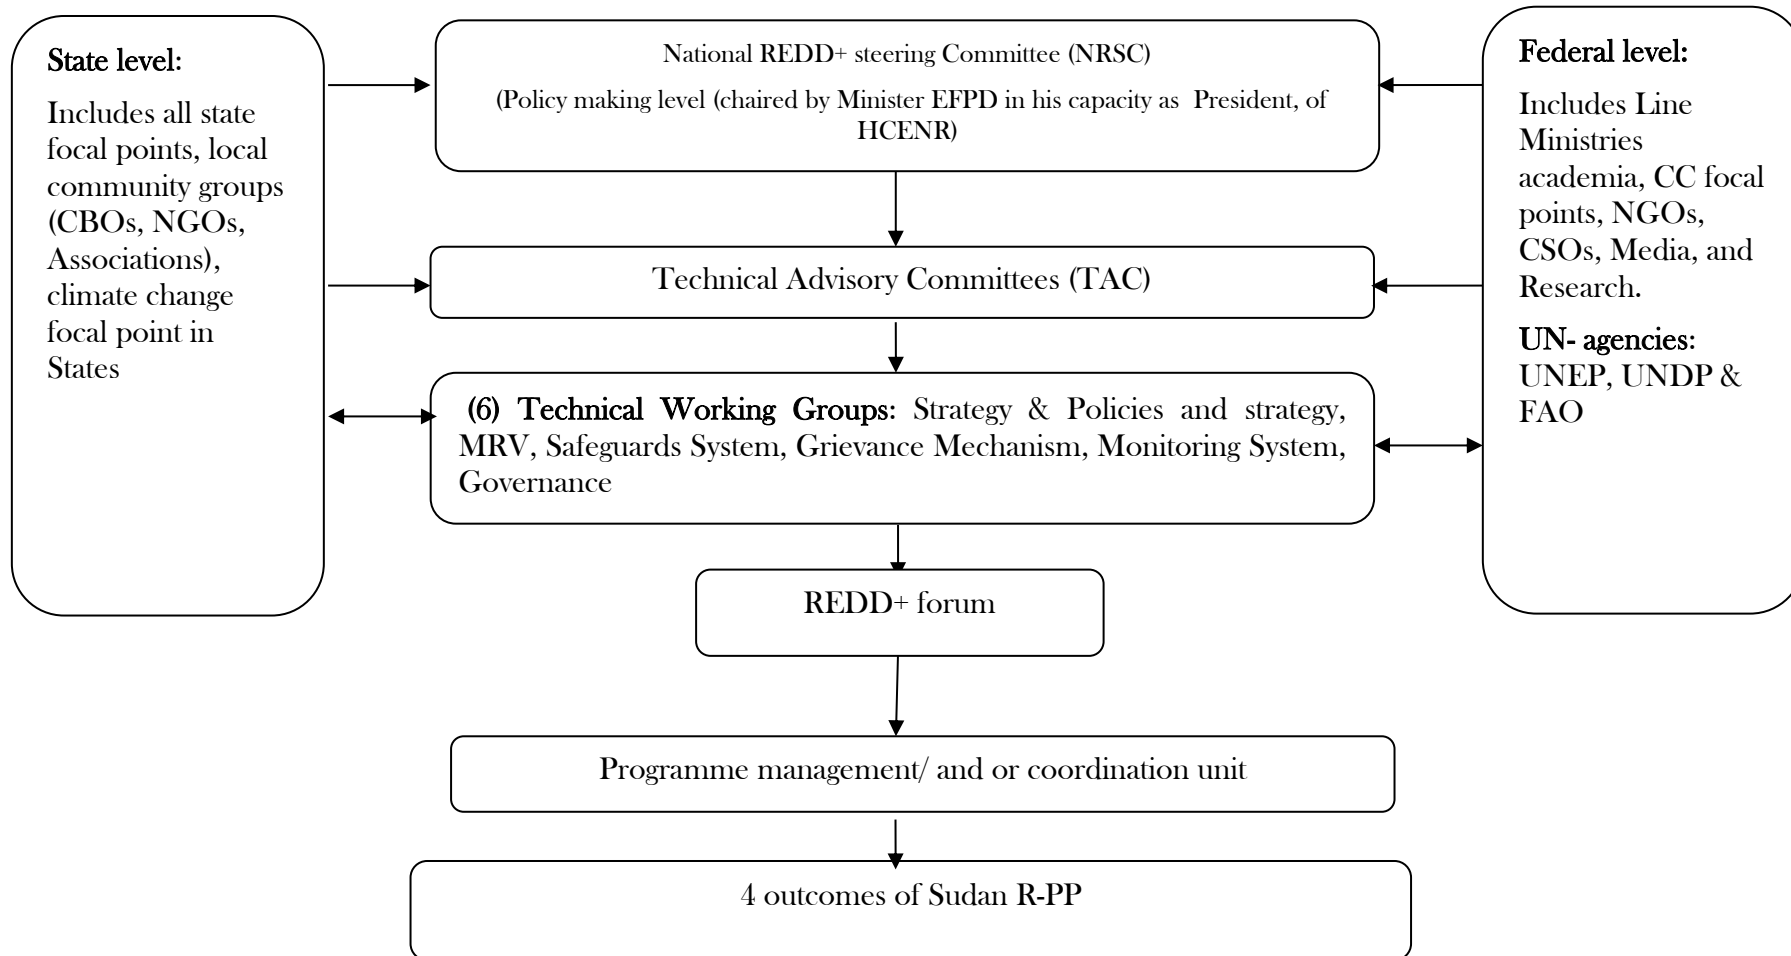 State level:
Includes all state
focal points, local
community groups
(CBOs, NGOs,
Associations),
climate change
focal point in
States
National REDD+ steering Committee (NRSC)
(Policy making level (chaired by Minister EFPD in his capacity as President, of
HCENR)
Technical Advisory Committees (TAC)
(6) Technical Working Groups: Strategy & Policies and strategy,
MRV, Safeguards System, Grievance Mechanism, Monitoring System,
Governance
REDD+ forum
Programme management/ and or coordination unit
4 outcomes of Sudan R-PP
Federal level:
Includes Line
Ministries
academia, CC focal
points, NGOs,
CSOs, Media, and
Research.
UN- agencies:
UNEP, UNDP &
FAO